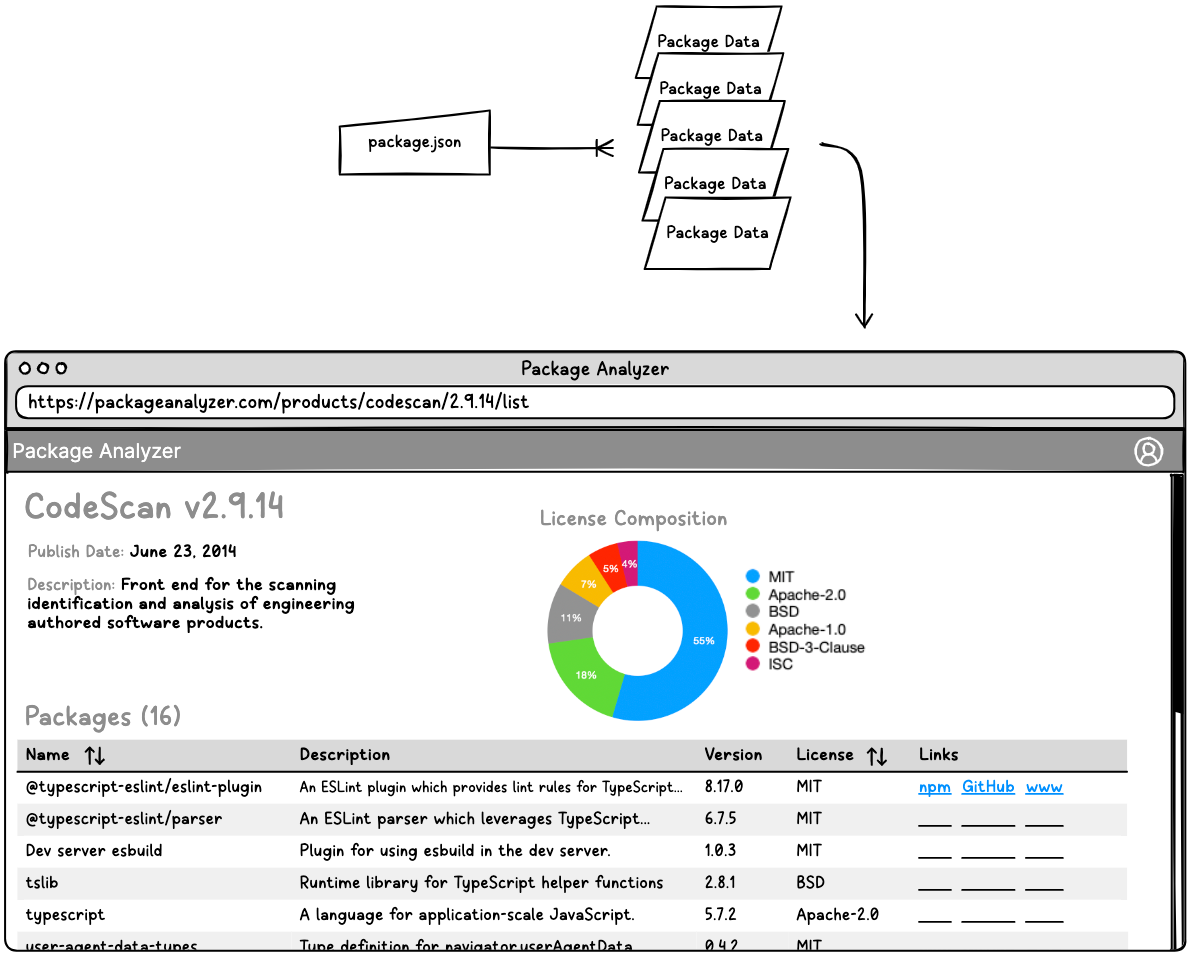 Package Data
Package Data
package.json
Package Data
Package Data
Package Data
Package Analyzer
https://packageanalyzer.com/products/codescan/2.9.14/list
Package Analyzer
CodeScan v2.9.14
Publish Date: June 23, 2014
Description: Front end for the scanning
identification and analysis of engineering
authored software products.
License Composition
4%
5%
7%
11%
55%
18%
MIT
Apache-2.0
BSD
Apache-1.0
BSD-3-Clause
ISC
Packages (16)
Name Description Version License Links
@typescript-eslint/eslint-plugin An ESLint plugin which provides lint rules for TypeScript... 8.17.0 MIT npm GitHub www
@typescript-eslint/parser An ESLint parser which leverages TypeScript... 6.7.5 MIT
Dev server esbuild Plugin for using esbuild in the dev server. 1.0.3 MIT
tslib Runtime library for TypeScript helper functions 2.8.1 BSD
typescript A language for application-scale JavaScript. 5.7.2 Apache-2.0
user-agent-data-types Type definition for navigator.userAgentData 0.4.2 MIT